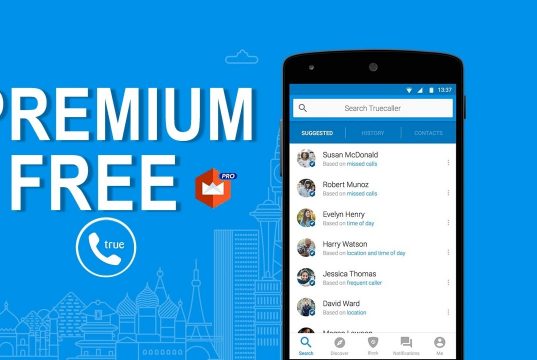 PREMIUM
FREE
PRO
true
13:37
Search Truecaller
SUGGESTED HISTORY CONTACTS
Susan McDonald
Based on missed calls
Robert Munoz
Based on missed calls
Evelyn Henry
Based on time of day
Harry Watson
Based on location and time of day
Jessica Thomas
Based on frequent caller
David Ward
Based on location
Megan Lawson
Search Discover Block Notifications Me